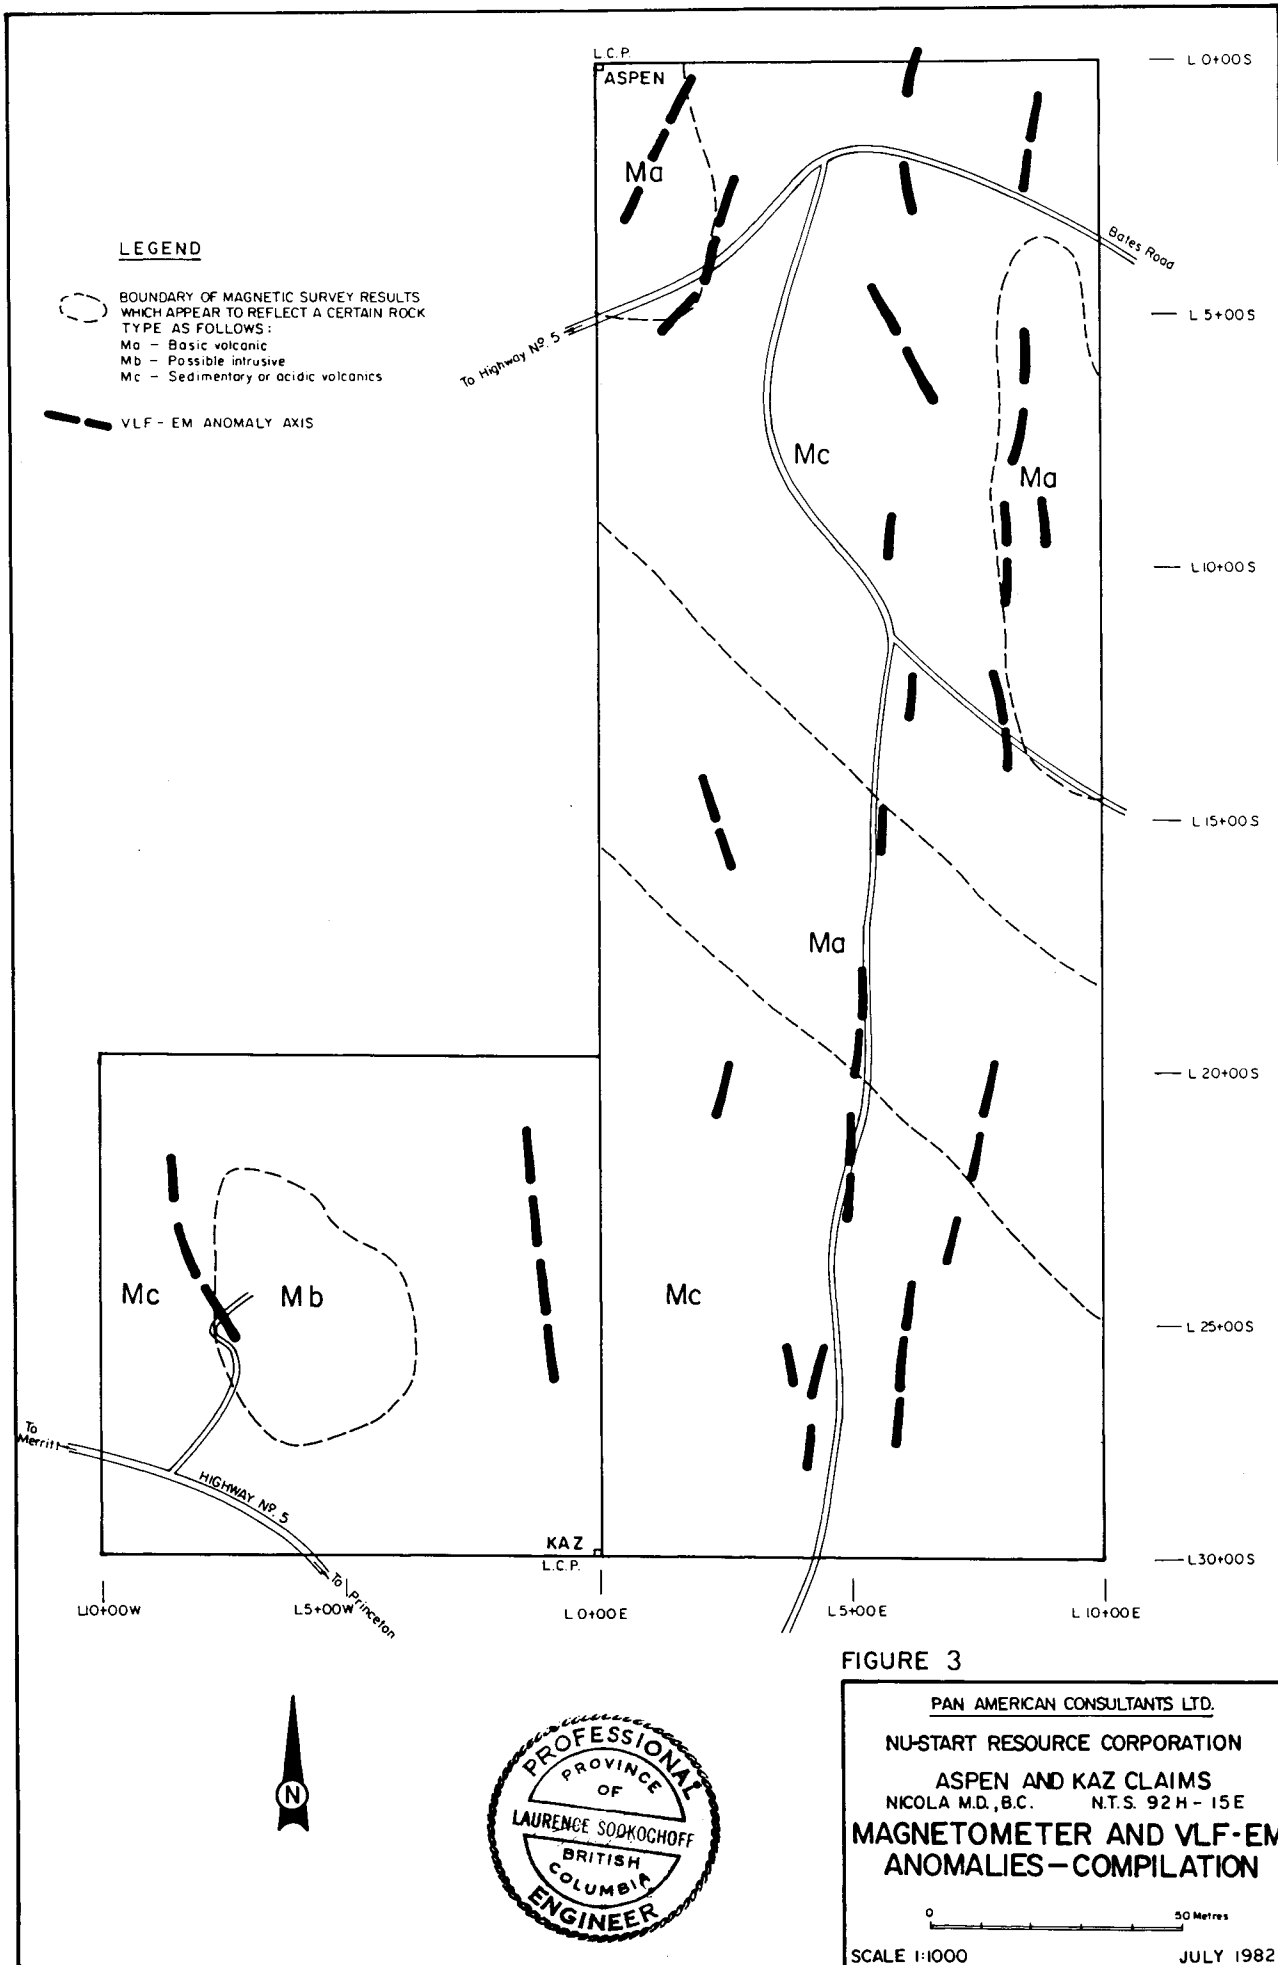 L.C.P.
ASPEN
L 0+00S
Ma
Bates Road
LEGEND
BOUNDARY OF MAGNETIC SURVEY RESULTS
WHICH APPEAR TO REFLECT A CERTAIN ROCK
TYPE AS FOLLOWS:
Ma - Basic volcanic
Mb - Possible intrusive
Mc - Sedimentary or acidic volcanics
VLF-EM ANOMALY AXIS
L 5+00S
To Highway Nº. 5
Mc
Ma
L 10+00S
L 15+00S
Ma
L 20+00S
Mc
Mb
Mc
L 25+00S
To
Merritt
HIGHWAY Nº. 5
KAZ
L.C.P.
L30+00S
To Princeton
L10+00W
L5+00W
L 0+00E
L5+00E
L 10+00E
FIGURE 3
N
PROFESSIONAL
PROVINCE
OF
LAURENCE SOOKOCHOFF
BRITISH
COLUMBIA
ENGINEER
PAN AMERICAN CONSULTANTS LTD.
NU-START RESOURCE CORPORATION
ASPEN AND KAZ CLAIMS
NICOLA M.D., B.C. N.T.S. 92H-15E
MAGNETOMETER AND VLF-EM
ANOMALIES-COMPILATION
0 50 Metres
SCALE 1:1000 JULY 1982